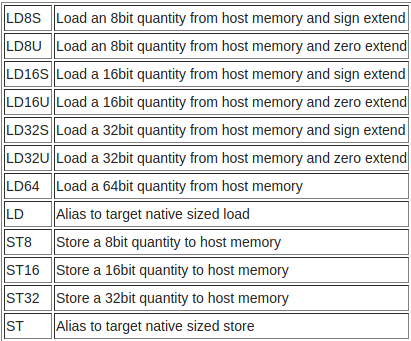 LD8S Load an 8bit quantity from host memory and sign extend
LD8U Load an 8bit quantity from host memory and zero extend
LD16S Load a 16bit quantity from host memory and sign extend
LD16U Load a 16bit quantity from host memory and zero extend
LD32S Load a 32bit quantity from host memory and sign extend
LD32U Load a 32bit quantity from host memory and zero extend
LD64 Load a 64bit quantity from host memory
LD Alias to target native sized load
ST8 Store a 8bit quantity to host memory
ST16 Store a 16bit quantity to host memory
ST32 Store a 32bit quantity to host memory
ST Alias to target native sized store